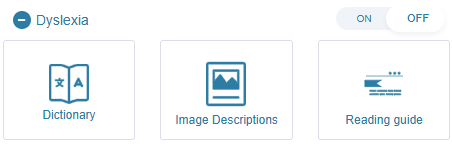 Dyslexia ON OFF
文 A
Dictionary Image Descriptions Reading guide